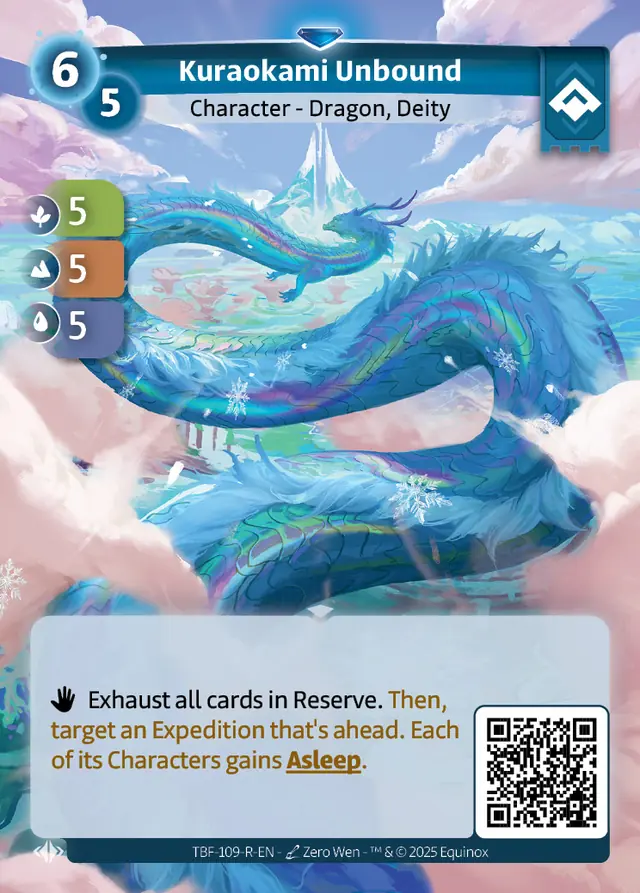 6
5
Kuraokami Unbound
Character - Dragon, Deity
5
5
5
Exhaust all cards in Reserve. Then,
target an Expedition that's ahead. Each
of its Characters gains Asleep.
TBF-109-R-EN - Zero Wen - ™ & © 2025 Equinox